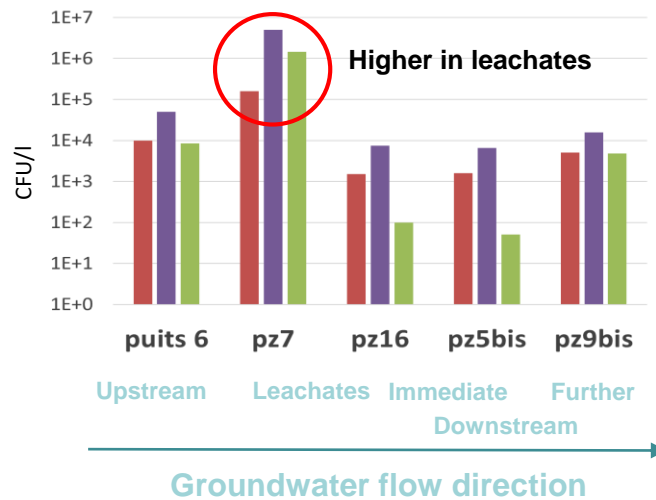 1E+7
1E+6
1E+5
1E+4
1E+3
1E+2
1E+1
1E+0
CFU/l
Higher in leachates
puits 6 pz7 pz16 pz5bis pz9bis
Upstream Leachates Immediate Further
Downstream
Groundwater flow direction